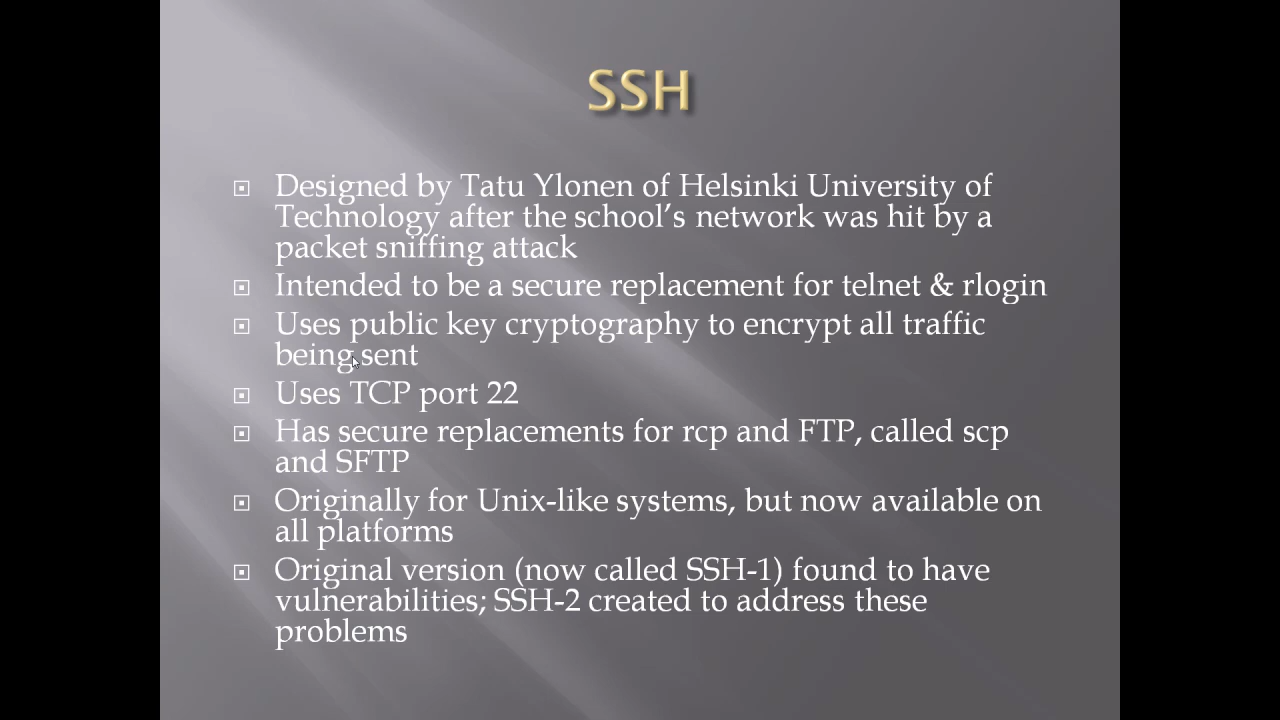 SSH
Designed by Tatu Ylonen of Helsinki University of
Technology after the school’s network was hit by a
packet sniffing attack
Intended to be a secure replacement for telnet & rlogin
Uses public key cryptography to encrypt all traffic
being sent
Uses TCP port 22
Has secure replacements for rcp and FTP, called scp
and SFTP
Originally for Unix-like systems, but now available on
all platforms
Original version (now called SSH-1) found to have
vulnerabilities; SSH-2 created to address these
problems